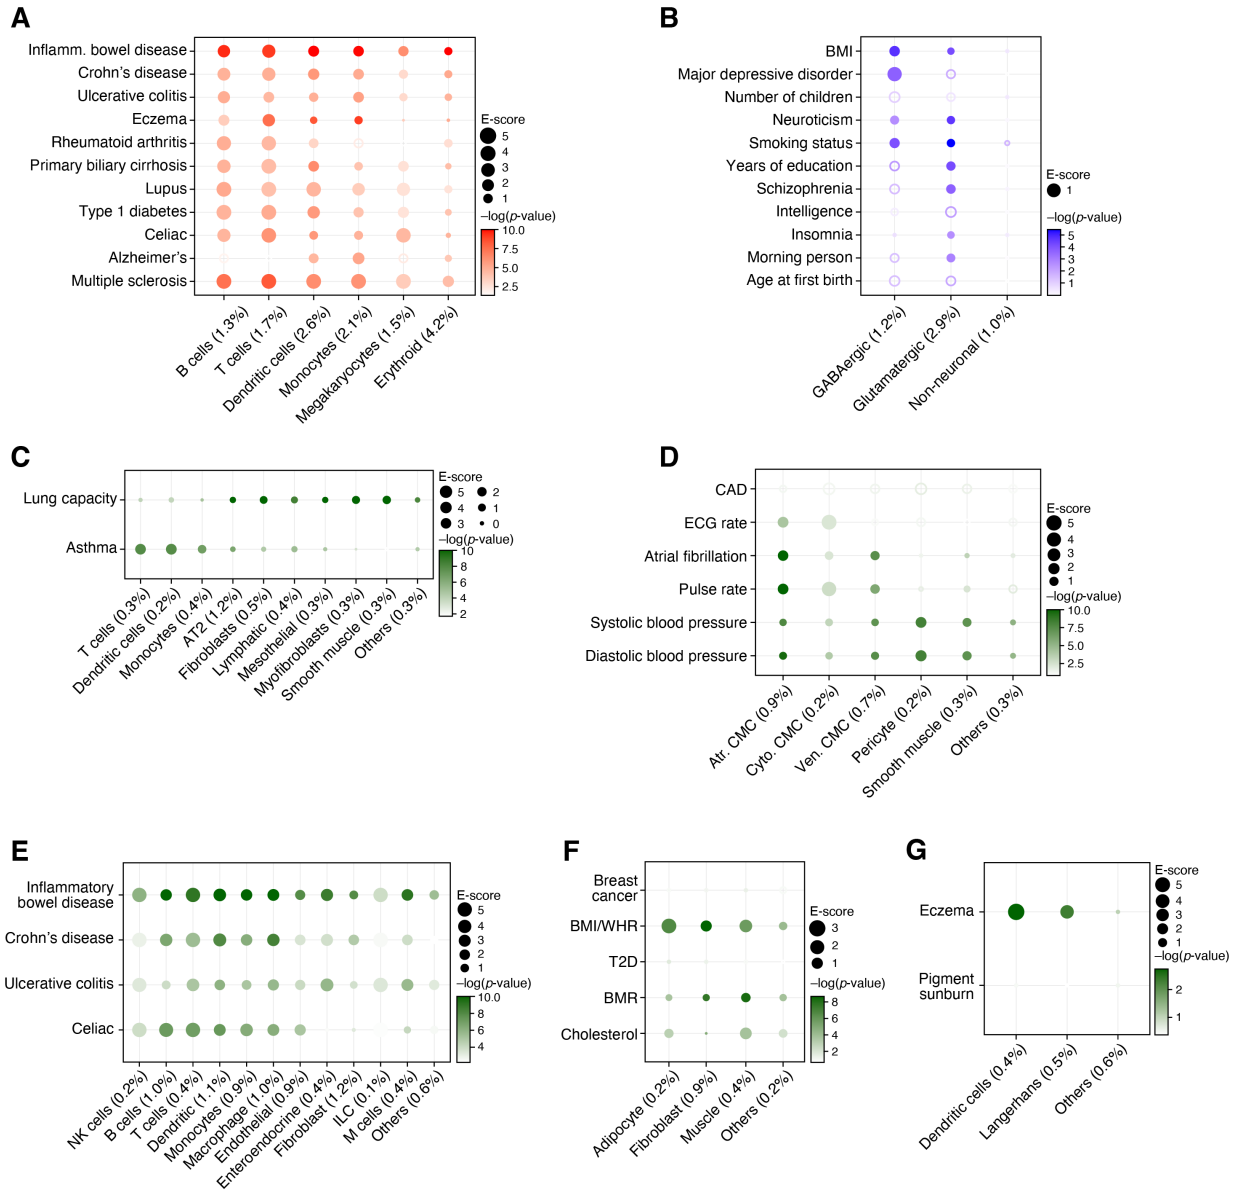 A
Inflamm. bowel disease
Crohn’s disease
Ulcerative colitis
Eczema
Rheumatoid arthritis
Primary biliary cirrhosis
Lupus
Type 1 diabetes
Celiac
Alzheimer’s
Multiple sclerosis
B cells (1.3%)
T cells (1.7%)
Dendritic cells (2.6%)
Monocytes (2.1%)
Megakaryocytes (1.5%)
Erythroid (4.2%)
E-score
5
4
3
2
1
–log(p-value)
10.0
7.5
5.0
2.5
B
BMI
Major depressive disorder
Number of children
Neuroticism
Smoking status
Years of education
Schizophrenia
Intelligence
Insomnia
Morning person
Age at first birth
GABAergic (1.2%)
Glutamatergic (2.9%)
Non-neuronal (1.0%)
E-score
1
–log(p-value)
5
4
3
2
1
C
Lung capacity
Asthma
T cells (0.3%)
Dendritic cells (0.2%)
Monocytes (0.4%)
AT2 (1.2%)
Fibroblasts (0.5%)
Lymphatic (0.4%)
Mesothelial (0.3%)
Myofibroblasts (0.3%)
Smooth muscle (0.3%)
Others (0.3%)
E-score
5 2
4 1
3 0
–log(p-value)
10
8
6
4
2
D
CAD
ECG rate
Atrial fibrillation
Pulse rate
Systolic blood pressure
Diastolic blood pressure
Atr. CMC (0.9%)
Cyto. CMC (0.2%)
Ven. CMC (0.7%)
Pericyte (0.2%)
Smooth muscle (0.3%)
Others (0.3%)
E-score
5
4
3
2
1
–log(p-value)
10.0
7.5
5.0
2.5
E
Inflammatory
bowel disease
Crohn’s disease
Ulcerative colitis
Celiac
NK cells (0.2%)
B cells (1.0%)
T cells (0.4%)
Dendritic (1.1%)
Monocytes (0.9%)
Macrophage (1.0%)
Endothelial (0.9%)
Enteroendocrine (0.4%)
Fibroblast (1.2%)
ILC (0.1%)
M cells (0.4%)
Others (0.6%)
E-score
5
4
3
2
1
–log(p-value)
10.0
8
6
4
F
Breast
cancer
BMI/WHR
T2D
BMR
Cholesterol
Adipocyte (0.2%)
Fibroblast (0.9%)
Muscle (0.4%)
Others (0.2%)
E-score
3
2
1
–log(p-value)
8
6
4
2
G
Eczema
Pigment
sunburn
Dendritic cells (0.4%)
Langerhans (0.5%)
Others (0.6%)
E-score
5
4
3
2
1
–log(p-value)
2
1